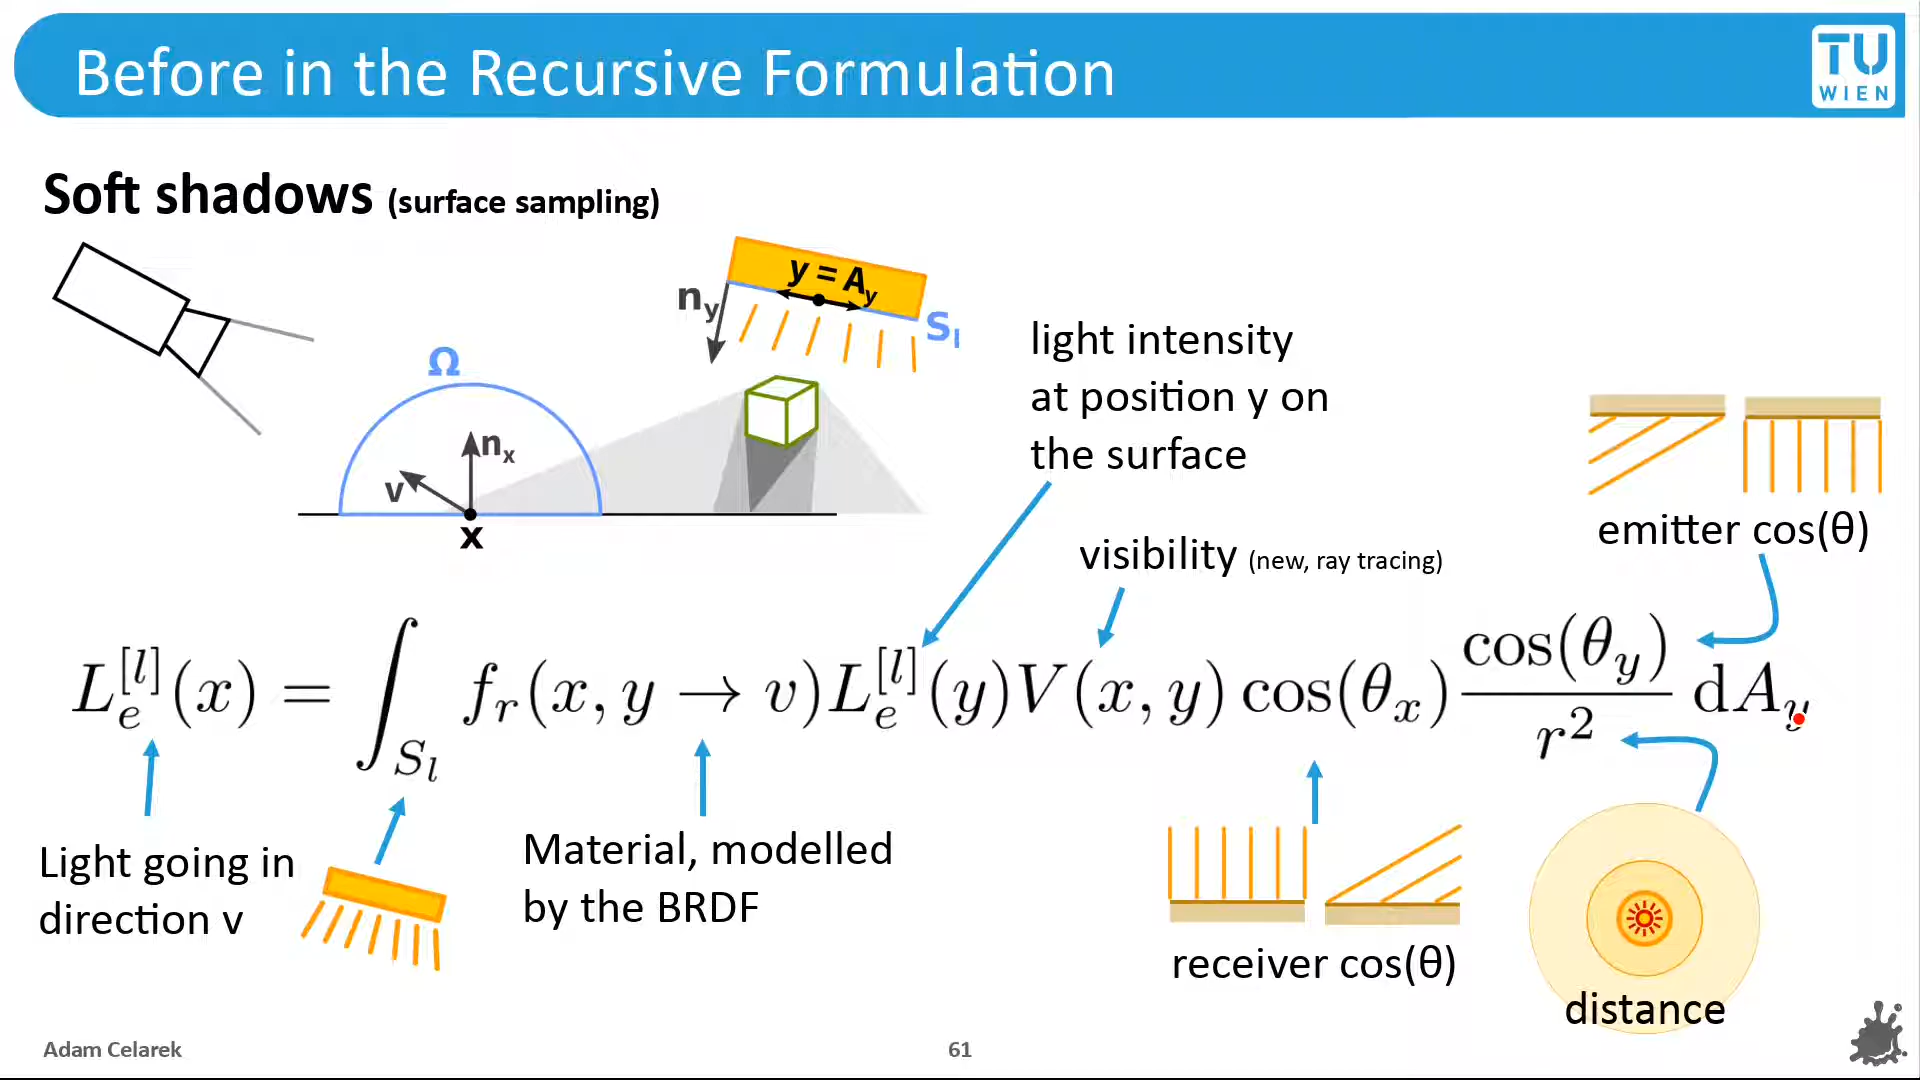 Before in the Recursive Formulation
TU
WIEN
Soft shadows (surface sampling)
y = A_y
n_y
S_l
Ω
n_x
v
x
light intensity
at position y on
the surface
visibility (new, ray tracing)
emitter cos(θ)
L_e^{[l]}(x) = ∫_{S_l} f_r(x, y → v) L_e^{[l]}(y) V(x, y) cos(θ_x) \frac{cos(θ_y)}{r^2} dA_y
Light going in
direction v
Material, modelled
by the BRDF
receiver cos(θ)
distance
Adam Celarek
61